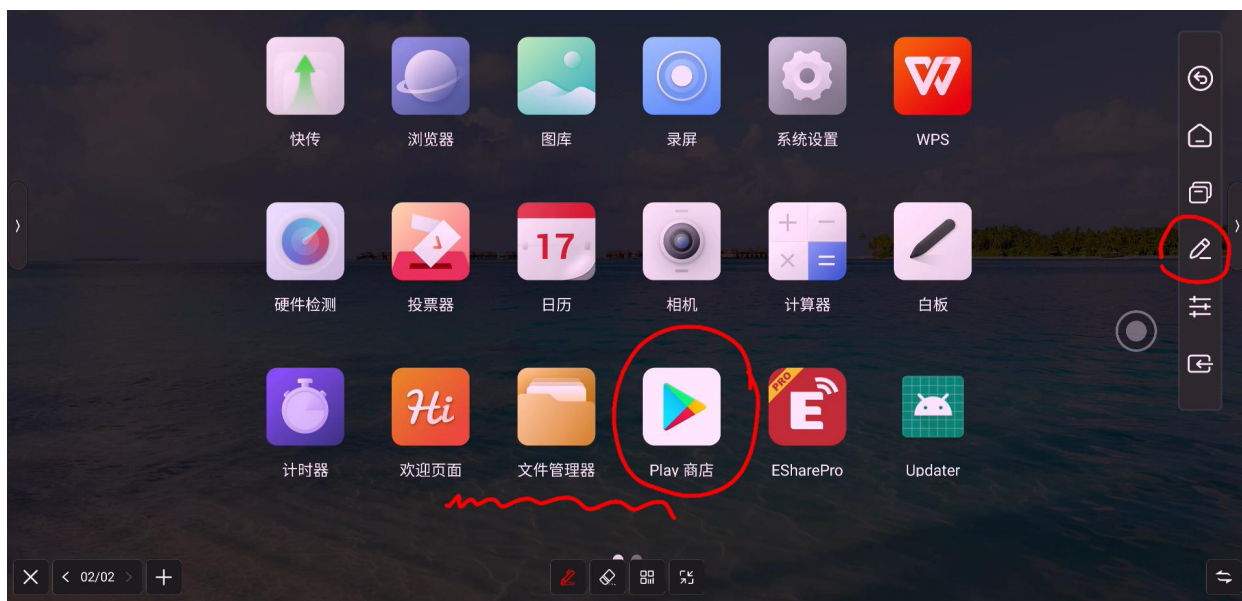 快传 浏览器 图库 录屏 系统设置 WPS
17
硬件检测 投票器 日历 相机 计算器 白板
Hi PRO E
计时器 欢迎页面 文件管理器 Play 商店 ESharePro Updater
02/02